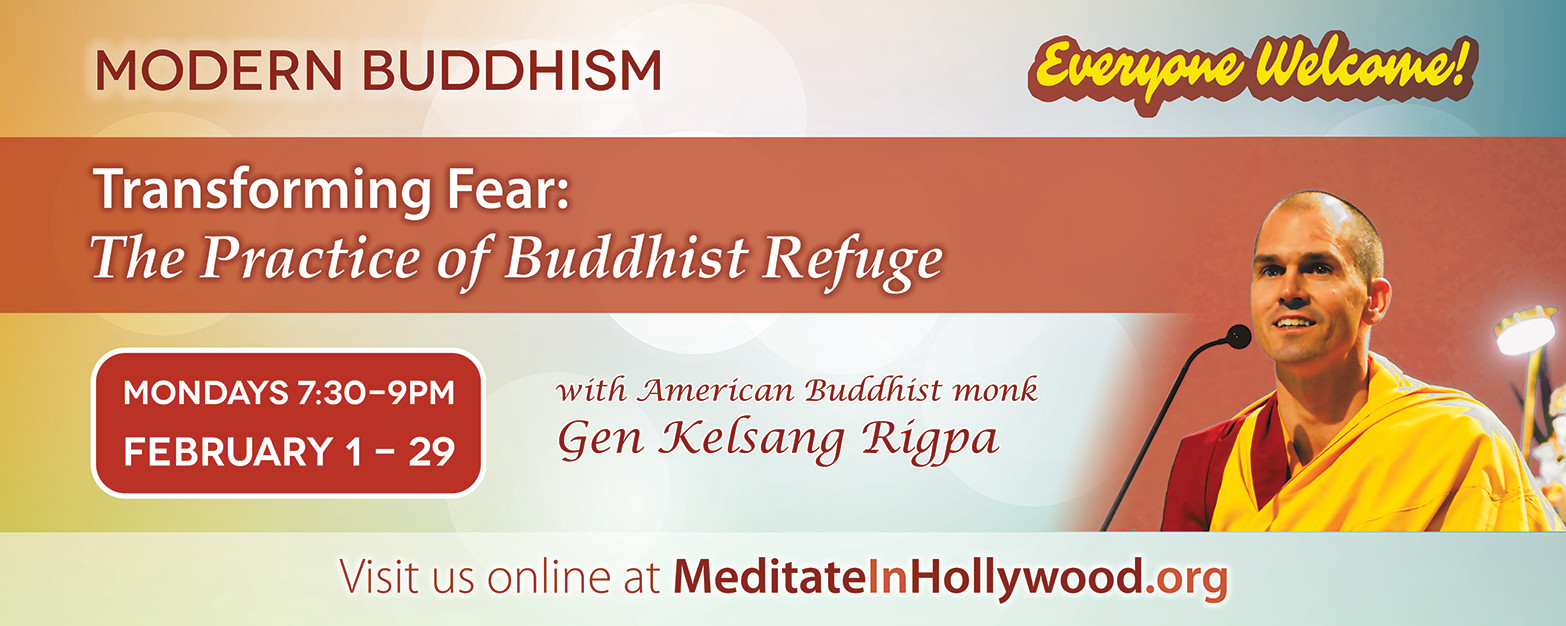 MODERN BUDDHISM
Everyone Welcome!
Transforming Fear:
The Practice of Buddhist Refuge
MONDAYS 7:30–9PM
FEBRUARY 1 – 29
with American Buddhist monk
Gen Kelsang Rigpa
Visit us online at MeditateInHollywood.org